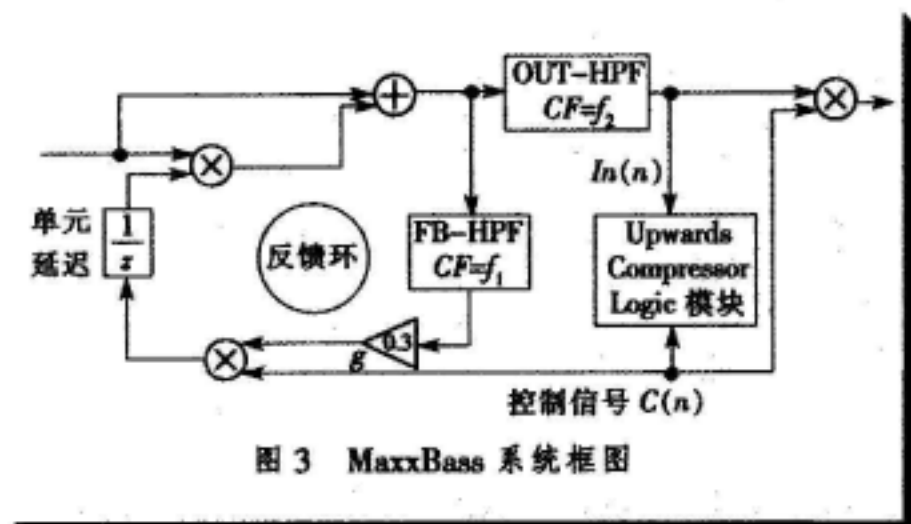 OUT-HPF
CF=f₂
In(n)
单元
延迟
1
z
反馈环
FB-HPF
CF=f₁
Upwards
Compressor
Logic 模块
0.3
g
控制信号 C(n)
图 3 MaxxBass 系统框图